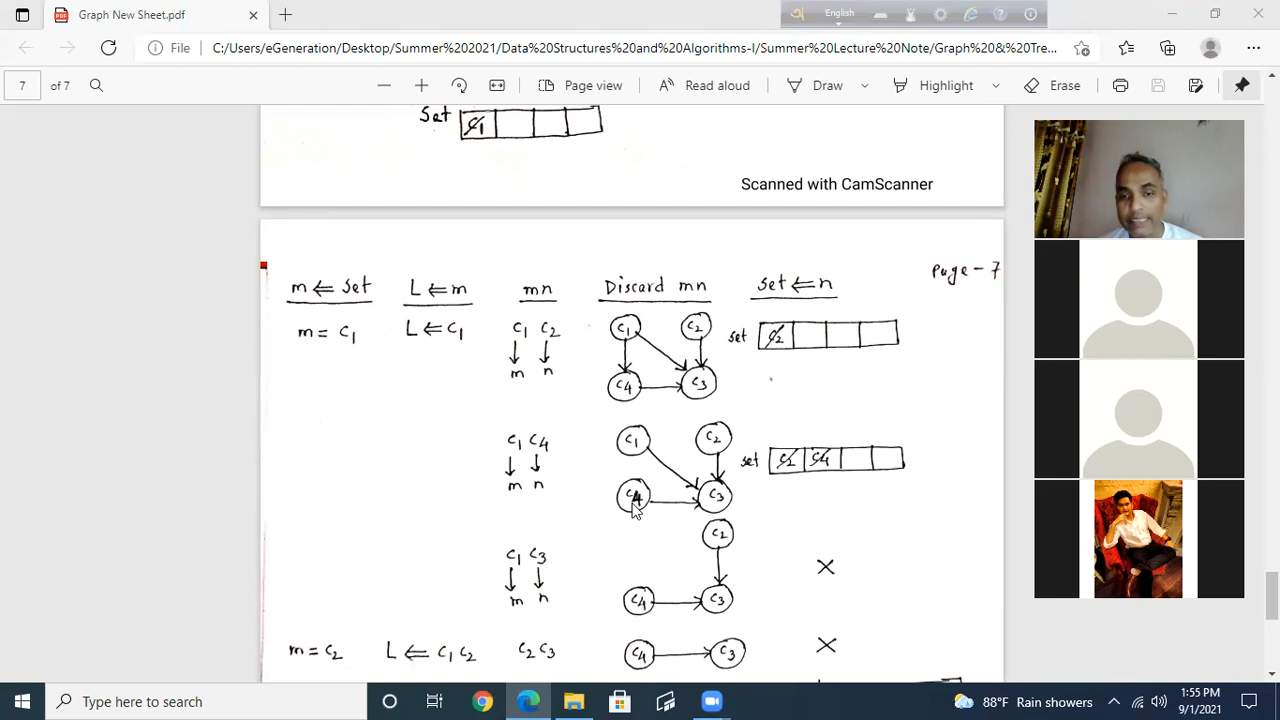 Graph New Sheet.pdf
English
File
C:/Users/eGeneration/Desktop/Summer%202021/Data%20Structures%20and%20Algorithms-I/Summer%20Lecture%20Note/Graph%20&%20Tre...
7 of 7
Page view
Read aloud
Draw
Highlight
Erase
Set C1
Scanned with CamScanner
Page - 7
m ⇐ Set L ⇐ m mn Discard mn set ⇐ n
m = C1 L ⇐ C1 C1 C2 C1 C2 set C2
m n C4 C3
C1 C4 C1 C2 set C2 C4
m n C4 C3
C2
C1 C3 ×
m n C4 C3
m = C2 L ⇐ C1 C2 C2 C3 C4 C3 ×
Type here to search
88°F Rain showers
1:55 PM
9/1/2021